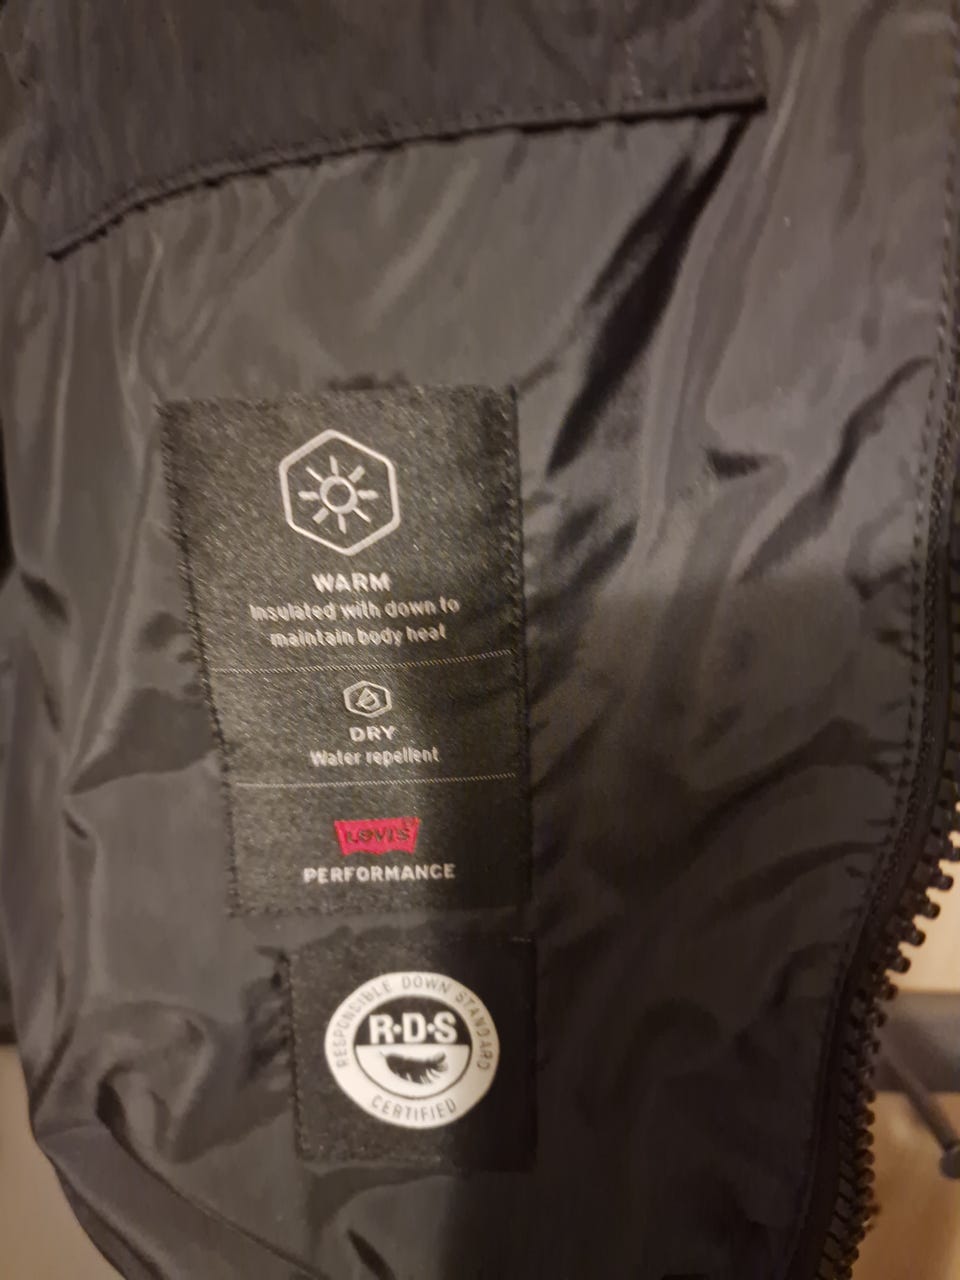 WARM
Insulated with down to
maintain body heat
DRY
Water repellent
Levi's
PERFORMANCE
RESPONSIBLE DOWN STANDARD
R·D·S
CERTIFIED